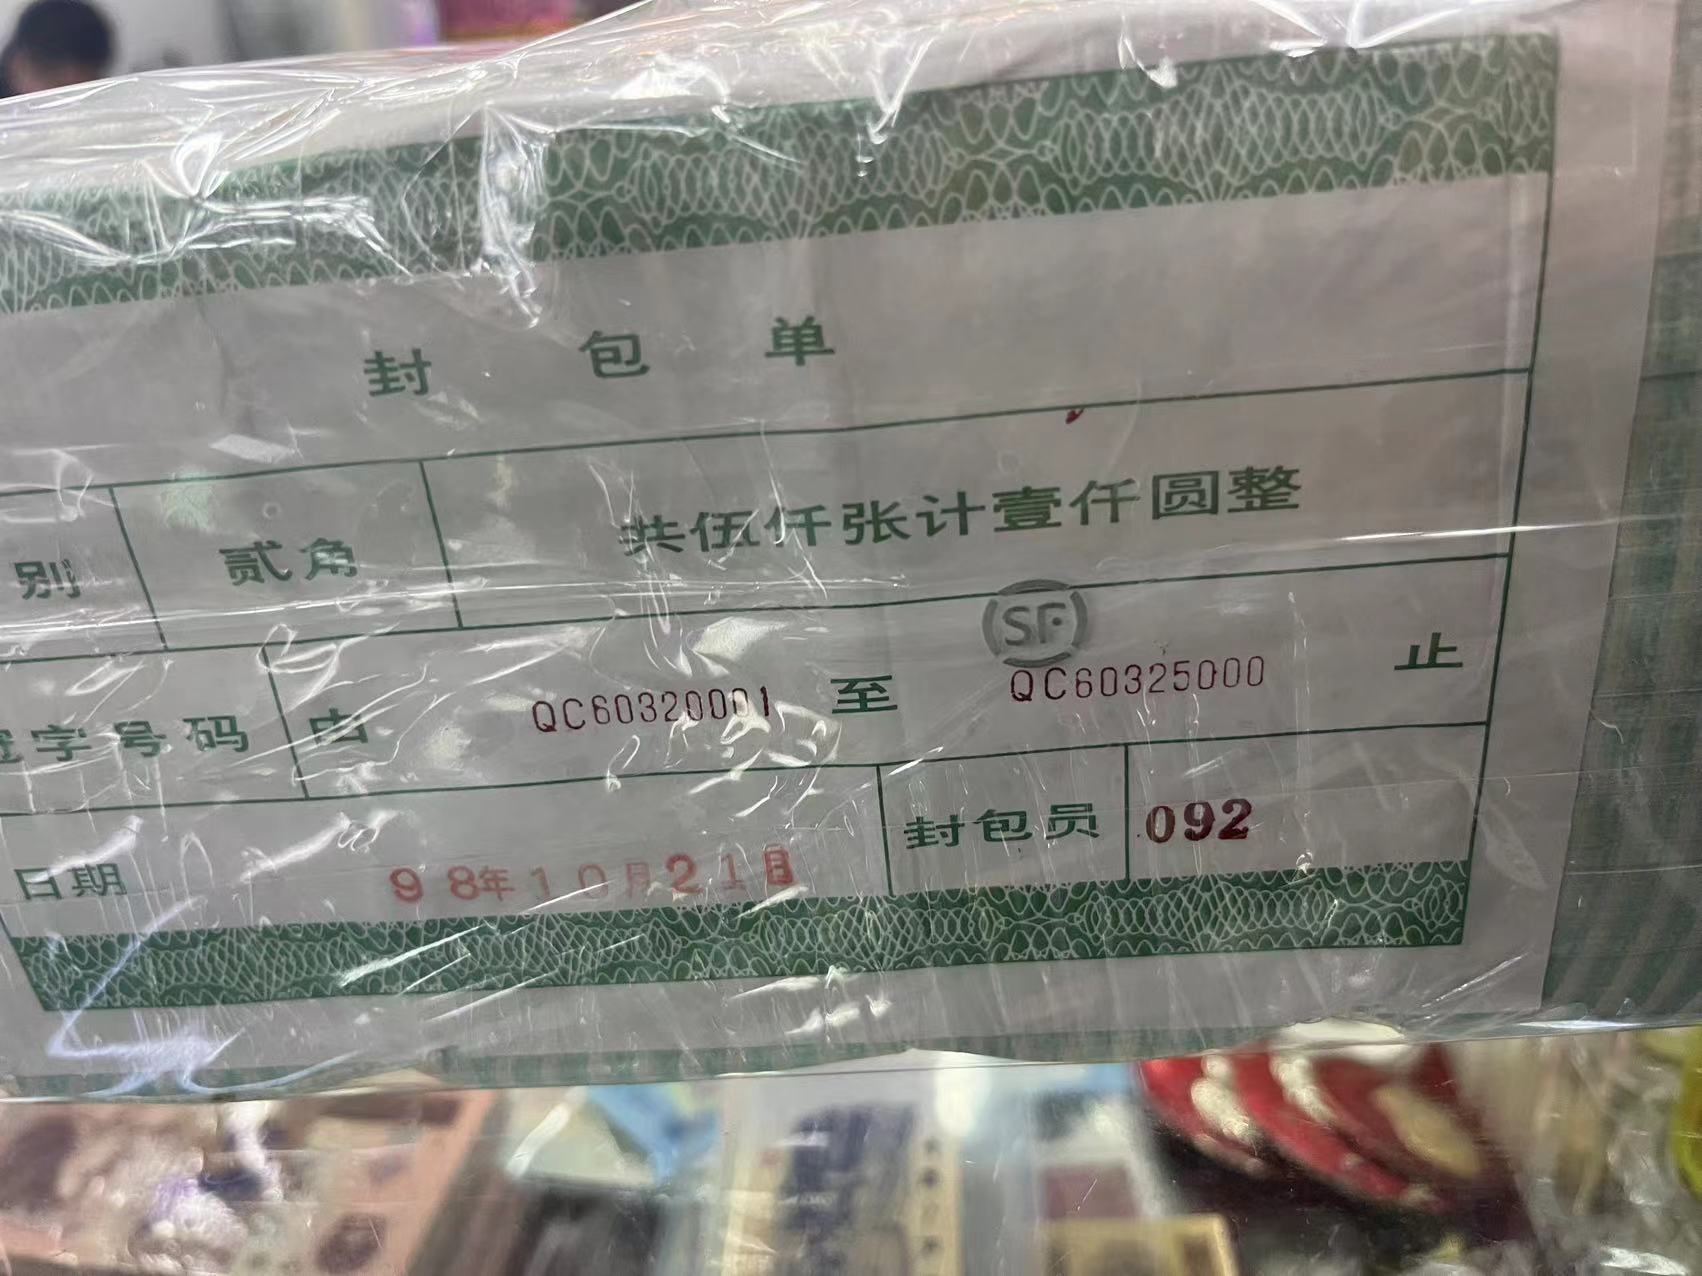 封包单
别 贰角 共伍仟张计壹仟圆整
SF
冠字号码 由 QC60320001 至 QC60325000 止
日期 98年10月21日 封包员 092